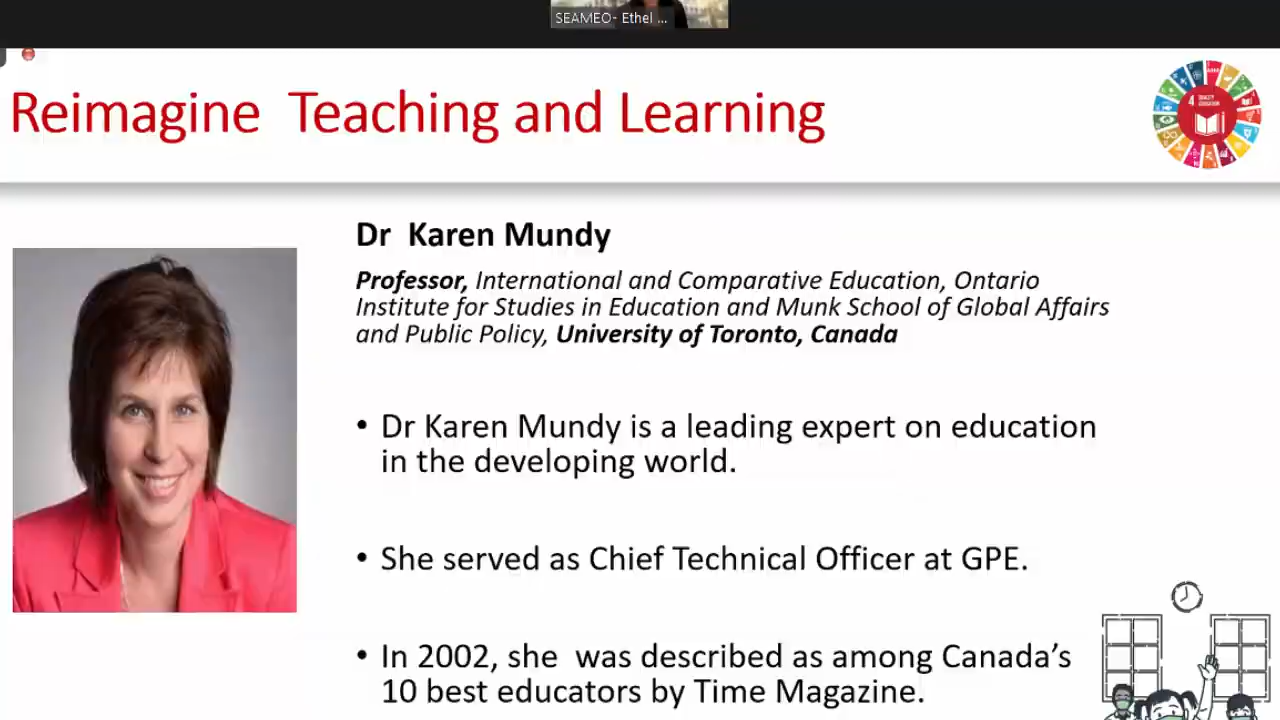 SEAMEO- Ethel ...
Reimagine Teaching and Learning
4 QUALITY EDUCATION
Dr Karen Mundy
Professor, International and Comparative Education, Ontario
Institute for Studies in Education and Munk School of Global Affairs
and Public Policy, University of Toronto, Canada
• Dr Karen Mundy is a leading expert on education
in the developing world.
• She served as Chief Technical Officer at GPE.
• In 2002, she was described as among Canada’s
10 best educators by Time Magazine.